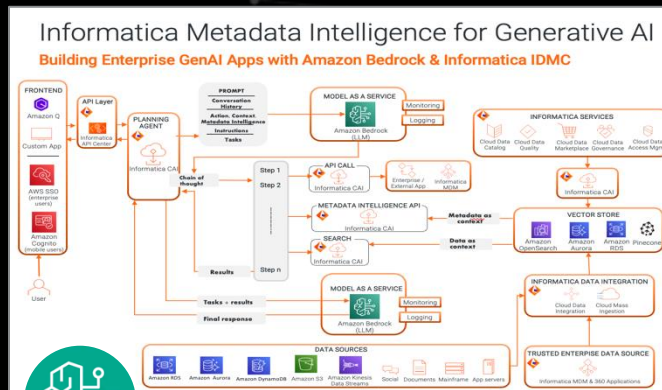 Informatica Metadata Intelligence for Generative AI
Building Enterprise GenAI Apps with Amazon Bedrock & Informatica IDMC
FRONTEND
Amazon Q
Custom App
AWS SSO
(enterprise
users)
Amazon
Cognito
(mobile users)
User
API Layer
Informatica
API Center
PLANNING
AGENT
Informatica CAI
PROMPT
Conversation
History
Action, Context,
Metadata Intelligence
Instructions
Tasks
MODEL AS A SERVICE
Amazon Bedrock
(LLM)
Monitoring
Logging
Chain of
thought
Step 1
Step 2
Step n
Results
API CALL
Informatica CAI
Enterprise /
External App
Informatica
MDM
METADATA INTELLIGENCE API
Informatica CAI
SEARCH
Informatica CAI
Metadata as
context
Data as
context
Tasks + results
Final response
MODEL AS A SERVICE
Amazon Bedrock
(LLM)
Monitoring
Logging
INFORMATICA SERVICES
Cloud Data
Catalog
Cloud Data
Quality
Cloud Data
Marketplace
Cloud Data
Governance
Cloud Data
Access Mgmt
Informatica CAI
VECTOR STORE
Amazon
OpenSearch
Amazon
Aurora
Amazon
RDS
Pinecone
INFORMATICA DATA INTEGRATION
Cloud Data
Integration
Cloud Mass
Ingestion
TRUSTED ENTERPISE DATA SOURCE
Informatica MDM & 360 Applications
DATA SOURCES
Amazon RDS
Amazon Aurora
Amazon DynamoDB
Amazon S3
Amazon Kinesis
Data Streams
Social
Documents
Mainframe
App servers